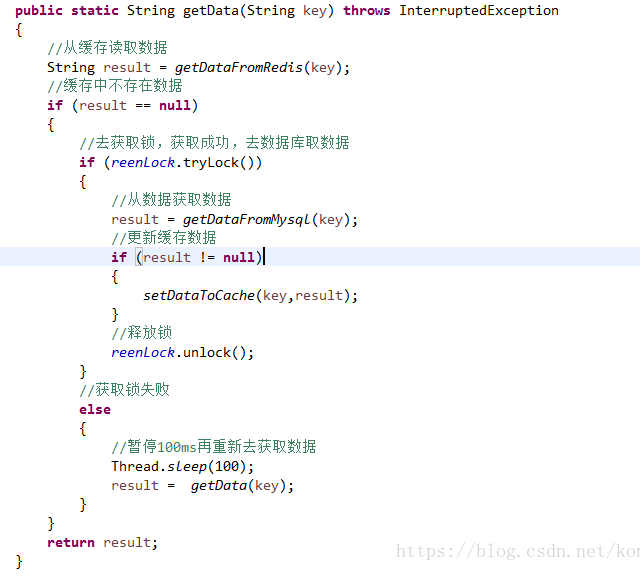 public static String getData(String key) throws InterruptedException
{
//从缓存读取数据
String result = getDataFromRedis(key);
//缓存中不存在数据
if (result == null)
{
//去获取锁，获取成功，去数据库取数据
if (reenLock.tryLock())
{
//从数据获取数据
result = getDataFromMysql(key);
//更新缓存数据
if (result != null)
{
setDataToCache(key,result);
}
//释放锁
reenLock.unlock();
}
//获取锁失败
else
{
//暂停100ms再重新去获取数据
Thread.sleep(100);
result =  getData(key);
}
}
return result;
}
https://blog.csdn.net/kon